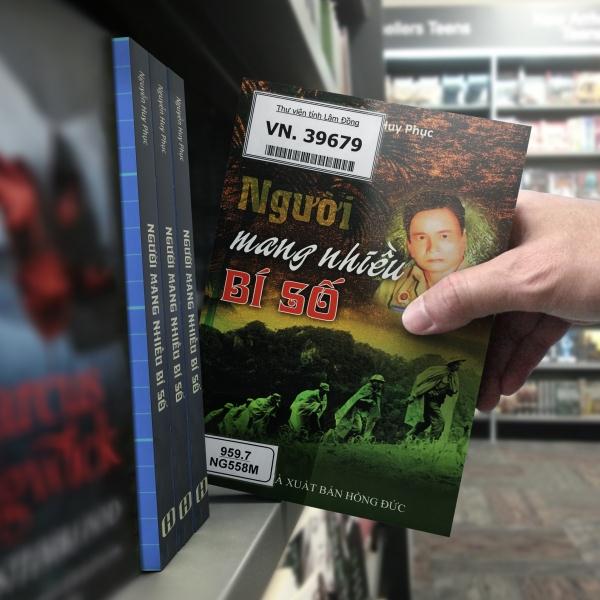 Thư viện tỉnh Lâm Đồng
VN. 39679
Huy Phục
Người
mang nhiều
BÍ SỐ
959.7
NG558M
XUẤT BẢN HỒNG ĐỨC
Nguyễn Huy Phục
NGƯỜI MANG NHIỀU BÍ SỐ
Nguyễn Huy Phục
NGƯỜI MANG NHIỀU BÍ SỐ
Nguyễn Huy Phục
NGƯỜI MANG NHIỀU BÍ SỐ
Teens